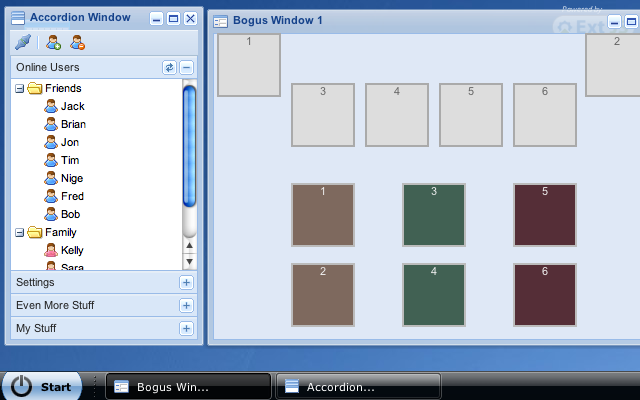 Accordion Window
Online Users
Friends
Jack
Brian
Jon
Tim
Nige
Fred
Bob
Family
Kelly
Sara
Settings
Even More Stuff
My Stuff
Powered by
Ext
Bogus Window 1
1
2
3 4 5 6
1 3 5
2 4 6
Start
Bogus Win...
Accordion...